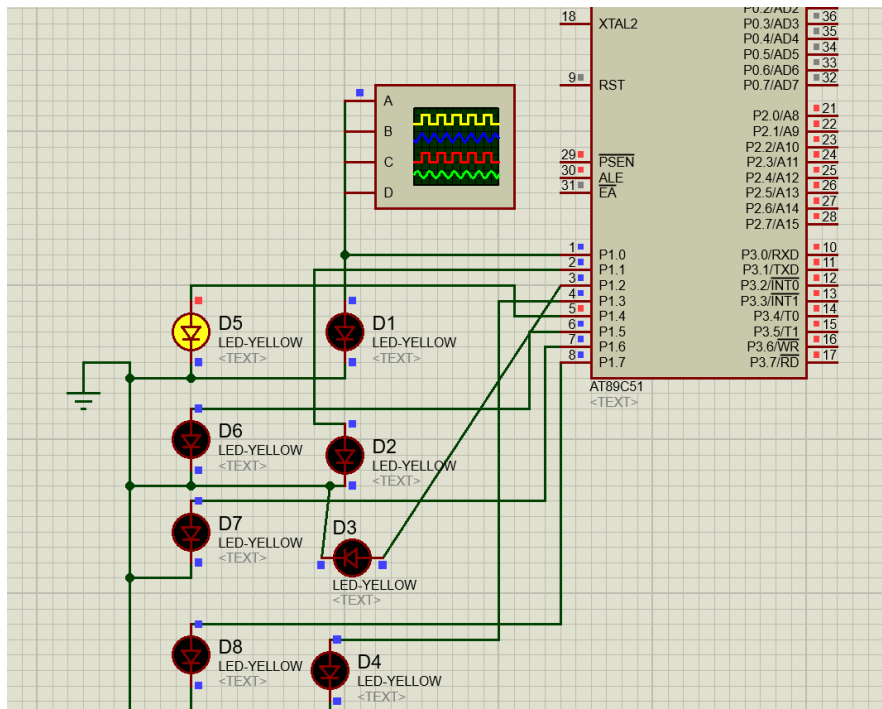 P0.2/AD2
18 XTAL2 P0.3/AD3 36
P0.4/AD4 35
P0.5/AD5 34
P0.6/AD6 33
9 RST P0.7/AD7 32
A
P2.0/A8 21
B P2.1/A9 22
P2.2/A10 23
C 29 PSEN P2.3/A11 24
30 ALE P2.4/A12 25
D 31 EA P2.5/A13 26
P2.6/A14 27
P2.7/A15 28
1 P1.0 P3.0/RXD 10
2 P1.1 P3.1/TXD 11
3 P1.2 P3.2/INT0 12
4 P1.3 P3.3/INT1 13
5 P1.4 P3.4/T0 14
6 P1.5 P3.5/T1 15
7 P1.6 P3.6/WR 16
8 P1.7 P3.7/RD 17
AT89C51
<TEXT>
D5
LED-YELLOW
<TEXT>
D1
LED-YELLOW
<TEXT>
D6
LED-YELLOW
<TEXT>
D2
LED-YELLOW
<TEXT>
D7
LED-YELLOW
<TEXT>
D3
LED-YELLOW
<TEXT>
D8
LED-YELLOW
<TEXT>
D4
LED-YELLOW
<TEXT>